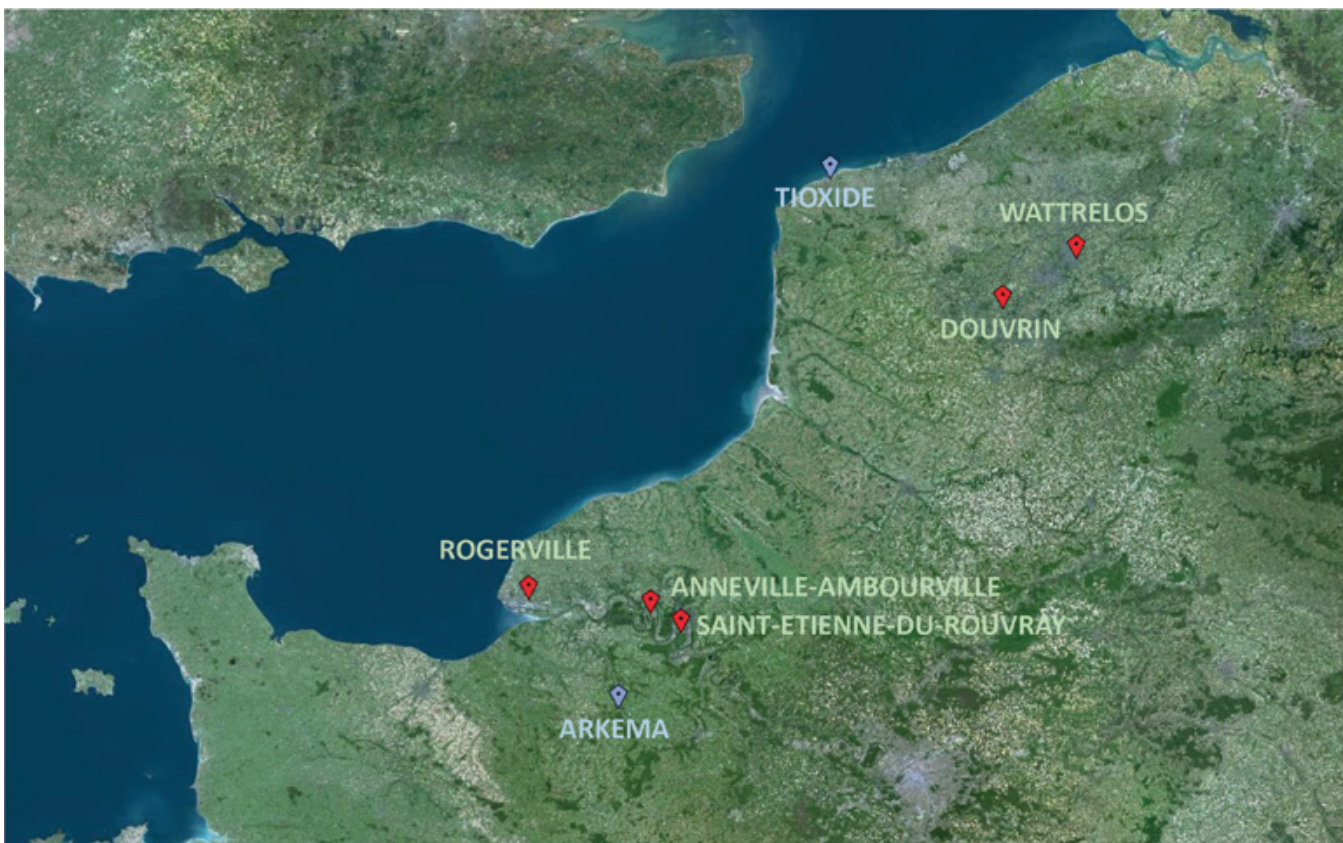 TIOXIDE
WATTRELOS
DOUVRIN
ROGERVILLE
ANNEVILLE-AMBOURVILLE
SAINT-ETIENNE-DU-ROUVRAY
ARKEMA